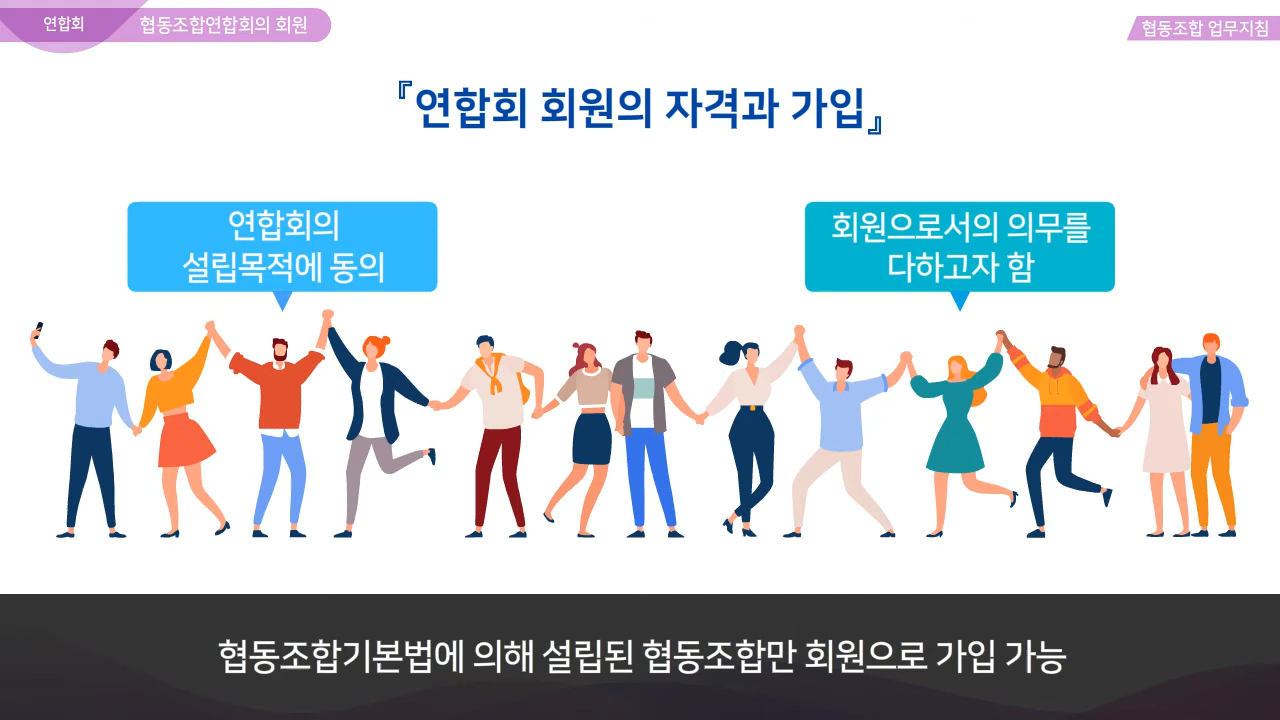 연합회
협동조합연합회의 회원
협동조합 업무지침
『연합회 회원의 자격과 가입』
연합회의
설립목적에 동의
회원으로서의 의무를
다하고자 함
협동조합기본법에 의해 설립된 협동조합만 회원으로 가입 가능